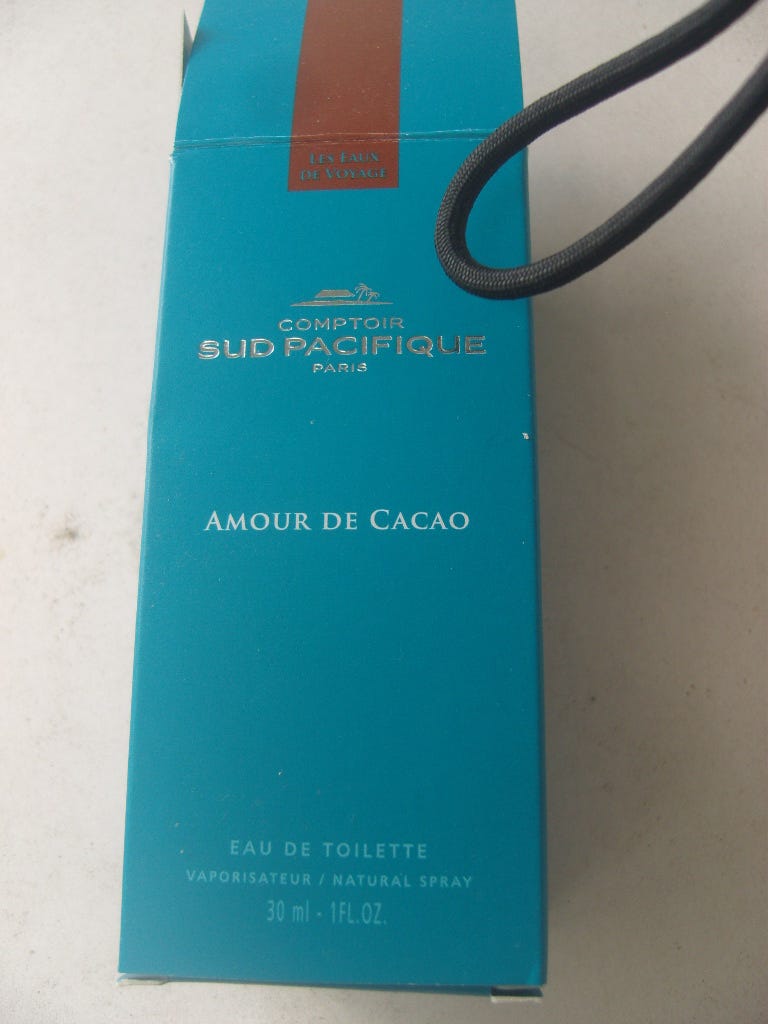 Les Eaux
de Voyage
COMPTOIR
SUD PACIFIQUE
PARIS
Amour de Cacao
EAU DE TOILETTE
VAPORISATEUR / NATURAL SPRAY
30 ml - 1FL.OZ.